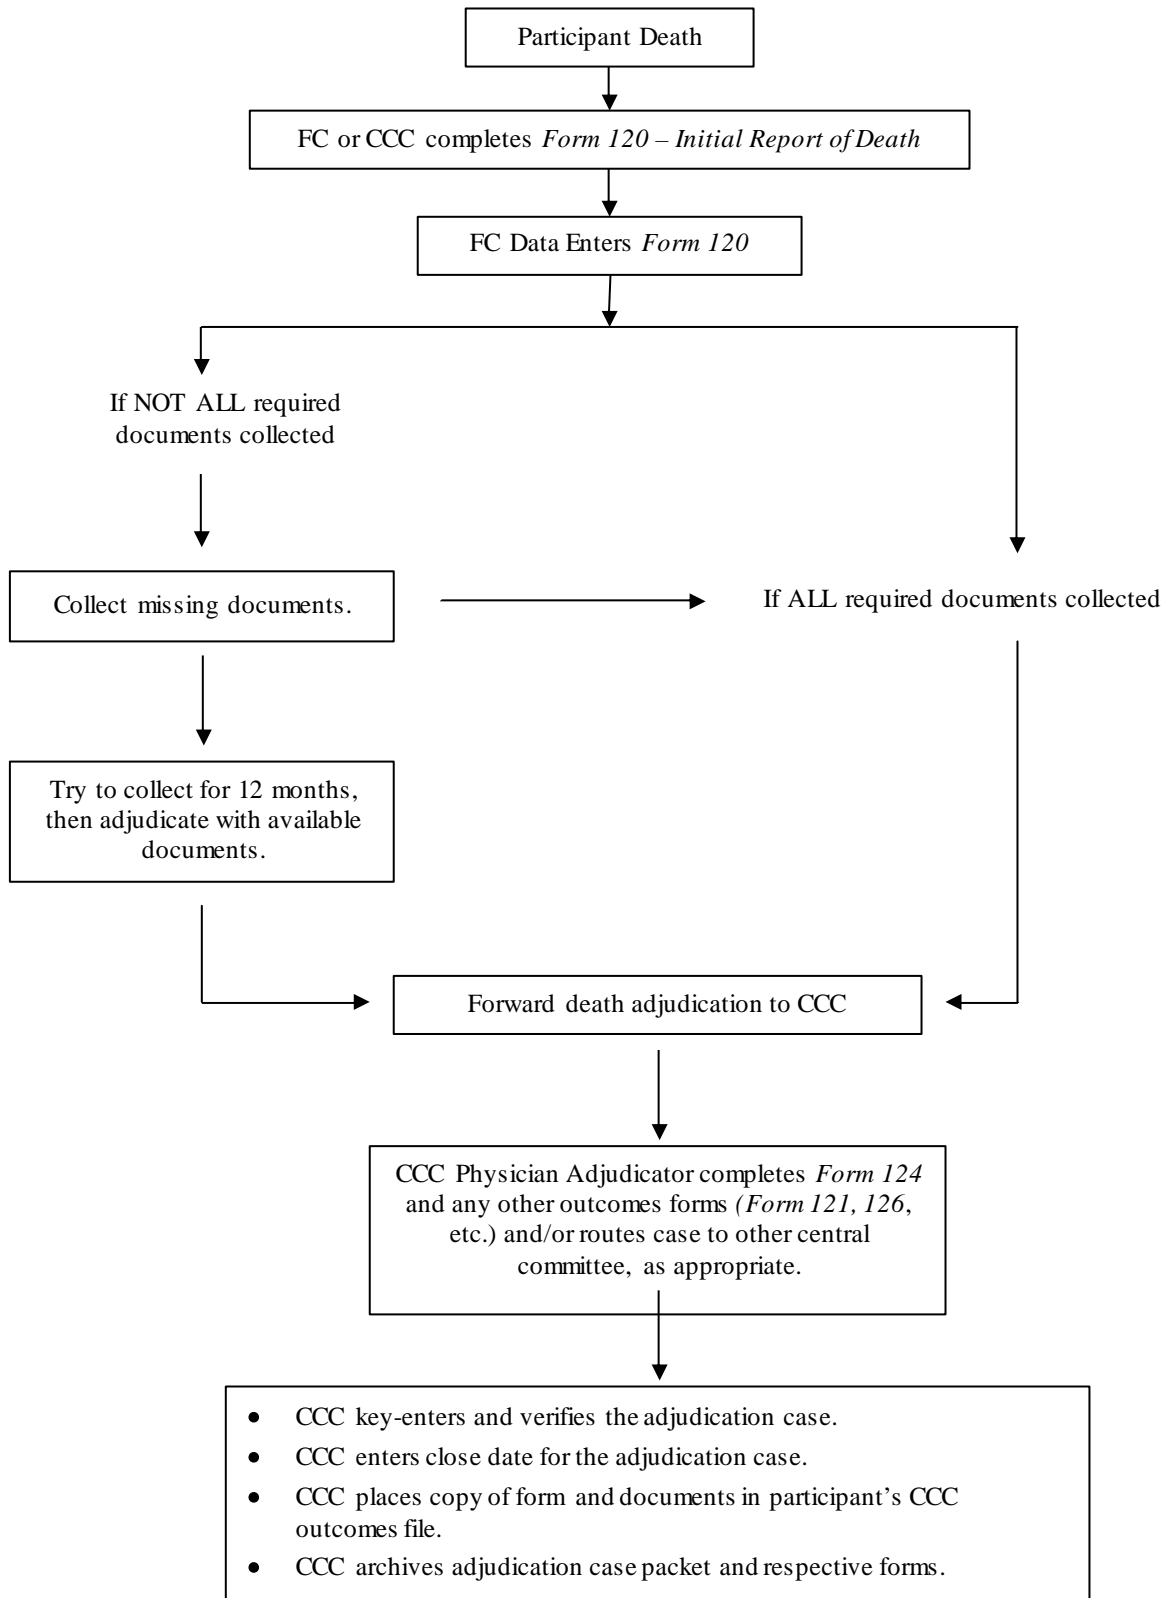 Participant Death
FC or CCC completes Form 120 – Initial Report of Death
FC Data Enters Form 120
If NOT ALL required
documents collected
Collect missing documents.
If ALL required documents collected
Try to collect for 12 months,
then adjudicate with available
documents.
Forward death adjudication to CCC
CCC Physician Adjudicator completes Form 124
and any other outcomes forms (Form 121, 126,
etc.) and/or routes case to other central
committee, as appropriate.
• CCC key-enters and verifies the adjudication case.
• CCC enters close date for the adjudication case.
• CCC places copy of form and documents in participant’s CCC
outcomes file.
• CCC archives adjudication case packet and respective forms.